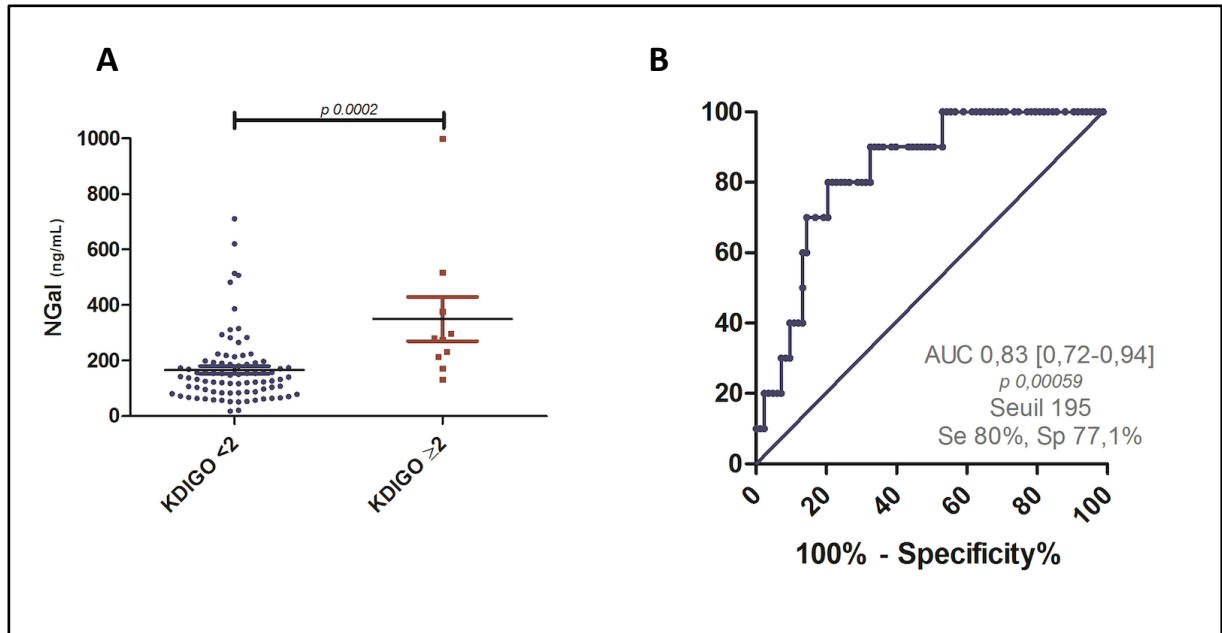 A
p 0.0002
1000
800
600
400
200
0
NGal (ng/mL)
KDIGO <2
KDIGO ≥2
B
100
80
60
40
20
0
AUC 0,83 [0,72-0,94]
p 0,00059
Seuil 195
Se 80%, Sp 77,1%
0
20
40
60
80
100
100% - Specificity%